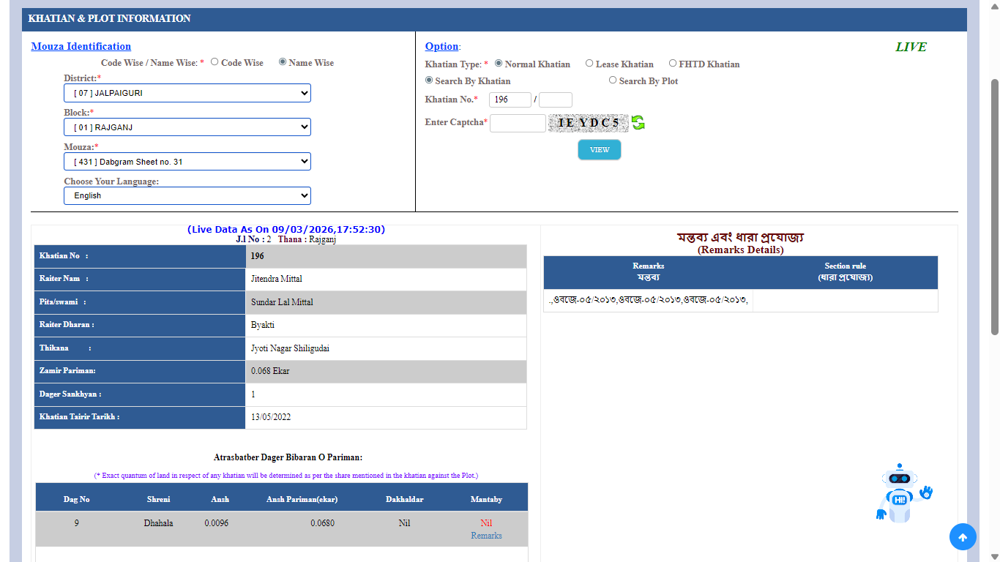 KHATIAN & PLOT INFORMATION
Mouza Identification
Code Wise / Name Wise: * Code Wise Name Wise
District:*
[ 07 ] JALPAIGURI
Block:*
[ 01 ] RAJGANJ
Mouza:*
[ 431 ] Dabgram Sheet no. 31
Choose Your Language:
English
Option:
LIVE
Khatian Type: * Normal Khatian Lease Khatian FHTD Khatian
Search By Khatian Search By Plot
Khatian No.* 196 /
Enter Captcha* I E Y D C 5
VIEW
(Live Data As On 09/03/2026,17:52:30)
J.l No : 2 Thana : Rajganj
Khatian No : 196
Raiter Nam : Jitendra Mittal
Pita/swami : Sundar Lal Mittal
Raiter Dharan : Byakti
Thikana : Jyoti Nagar Shiligudai
Zamir Pariman: 0.068 Ekar
Dager Sankhyan : 1
Khatian Tairir Tarikh : 13/05/2022
Atrasbatber Dager Bibaran O Pariman:
(* Exact quantum of land in respect of any khatian will be determined as per the share mentioned in the khatian against the Plot.)
Dag No Shreni Ansh Ansh Pariman(ekar) Dakhaldar Mantaby
9 Dhahala 0.0096 0.0680 Nil Nil
Remarks
মন্তব্য এবং ধারা প্রযোজ্য
(Remarks Details)
Remarks Section rule
মন্তব্য (ধারা প্রযোজ্য)
.,ওবজে-০৫/২০১৩,ওবজে-০৫/২০১৩,ওবজে-০৫/২০১৩,
HI!